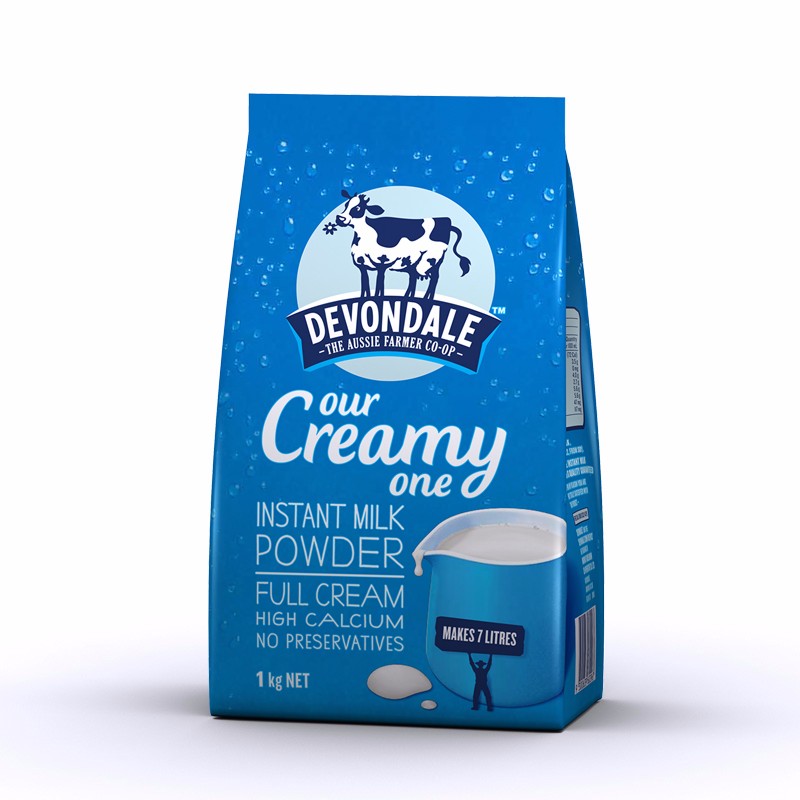 DEVONDALE
TM
- THE AUSSIE FARMER CO-OP -
our
Creamy
one
INSTANT MILK
POWDER
FULL CREAM
HIGH CALCIUM
NO PRESERVATIVES
MAKES 7 LITRES
1 kg NET